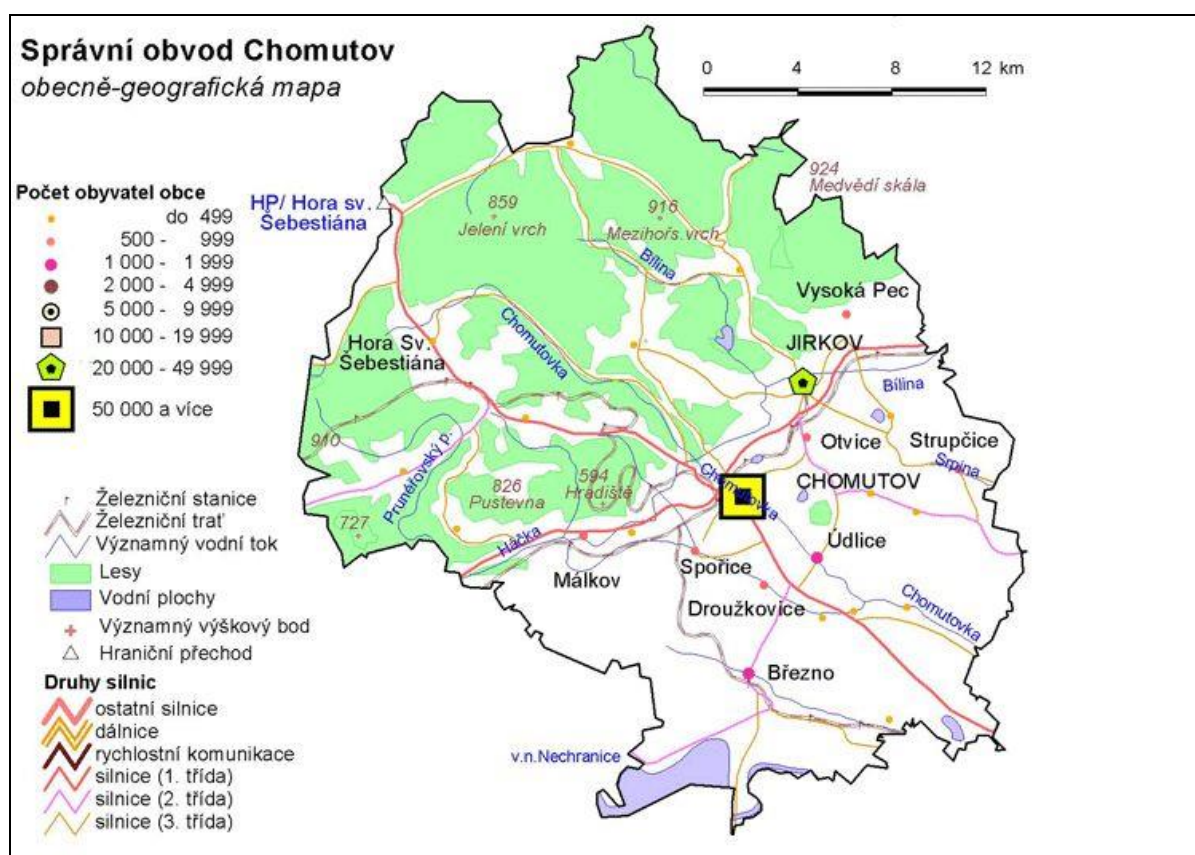 Správní obvod Chomutov
obecně-geografická mapa
0 4 8 12 km
Počet obyvatel obce
do 499
500 - 999
1 000 - 1 999
2 000 - 4 999
5 000 - 9 999
10 000 - 19 999
20 000 - 49 999
50 000 a více
Železniční stanice
Železniční trať
Významný vodní tok
Lesy
Vodní plochy
Významný výškový bod
Hraniční přechod
Druhy silnic
ostatní silnice
dálnice
rychlostní komunikace
silnice (1. třída)
silnice (2. třída)
silnice (3. třída)
HP/ Hora sv.
Šebestiána
859
Jelení vrch
916
Mezihořs.vrch
924
Medvědí skála
Bílina
Vysoká Pec
JIRKOV
Bílina
Hora Sv.
Šebestiána
Chomutovka
910
Prunéřovský p.
Otvice
Strupčice
Srpina
594
Hradiště
826
Pustevna
727
Chomutovka
CHOMUTOV
Háčka
Málkov
Spořice
Údlice
Droužkovice
Chomutovka
Březno
v.n.Nechranice